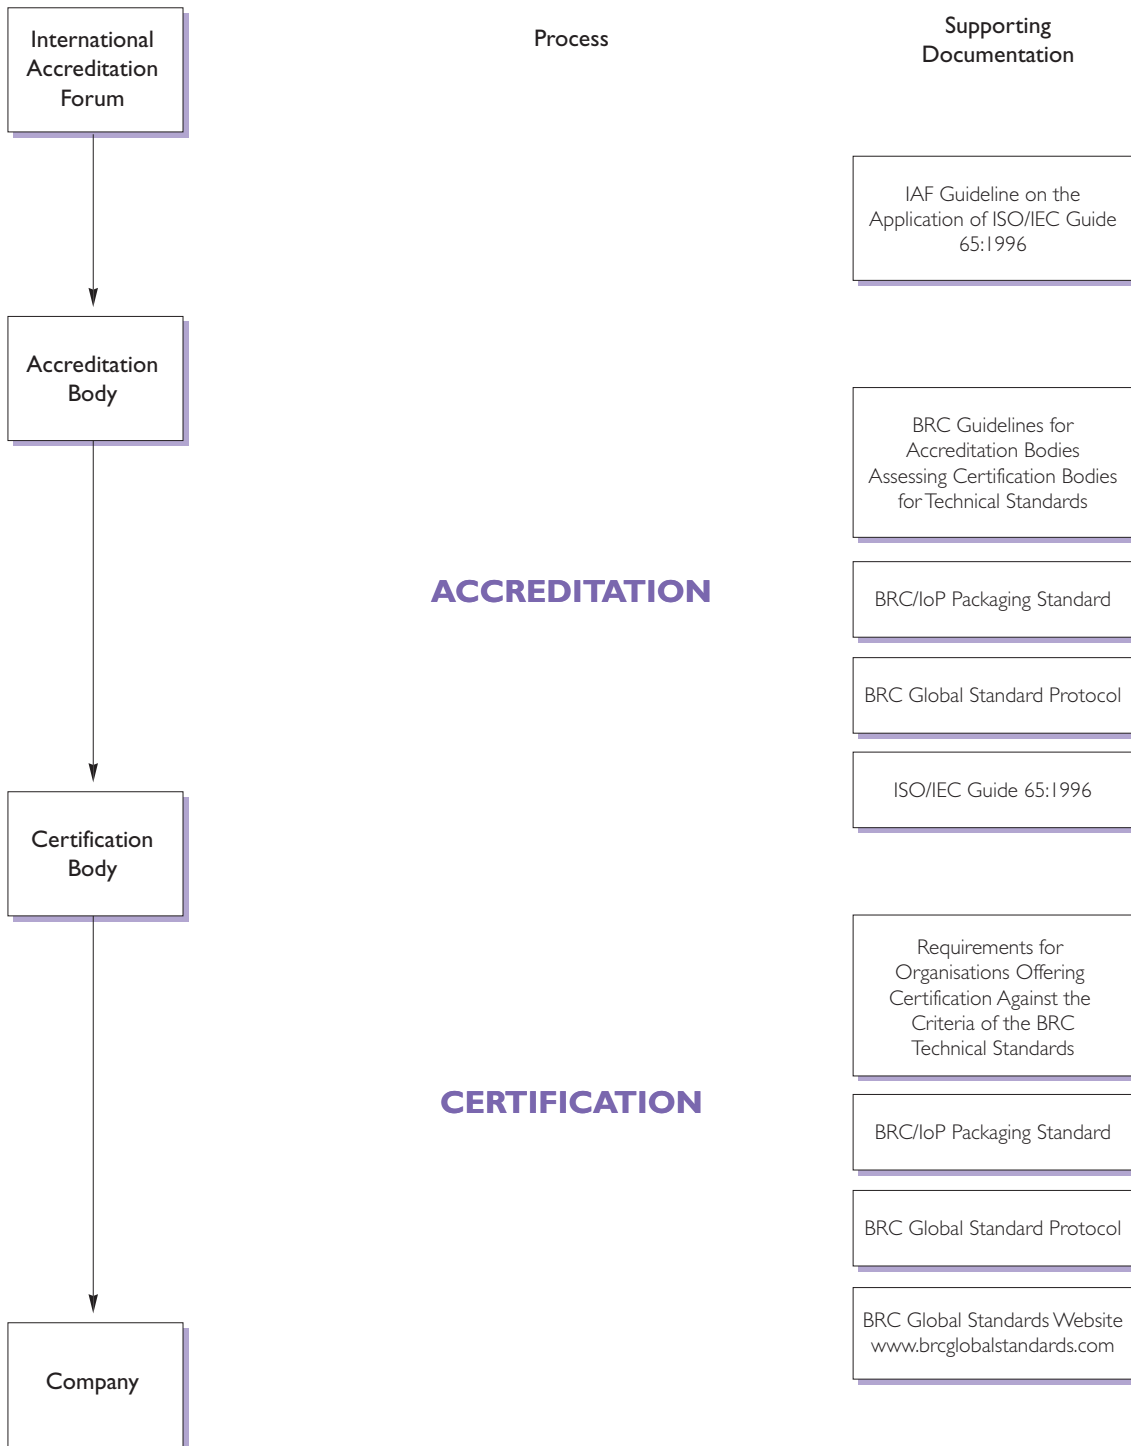 International
Accreditation
Forum
Process
Supporting
Documentation
IAF Guideline on the
Application of ISO/IEC Guide
65:1996
Accreditation
Body
BRC Guidelines for
Accreditation Bodies
Assessing Certification Bodies
for Technical Standards
ACCREDITATION
BRC/IoP Packaging Standard
BRC Global Standard Protocol
ISO/IEC Guide 65:1996
Certification
Body
Requirements for
Organisations Offering
Certification Against the
Criteria of the BRC
Technical Standards
CERTIFICATION
BRC/IoP Packaging Standard
BRC Global Standard Protocol
BRC Global Standards Website
www.brcglobalstandards.com
Company